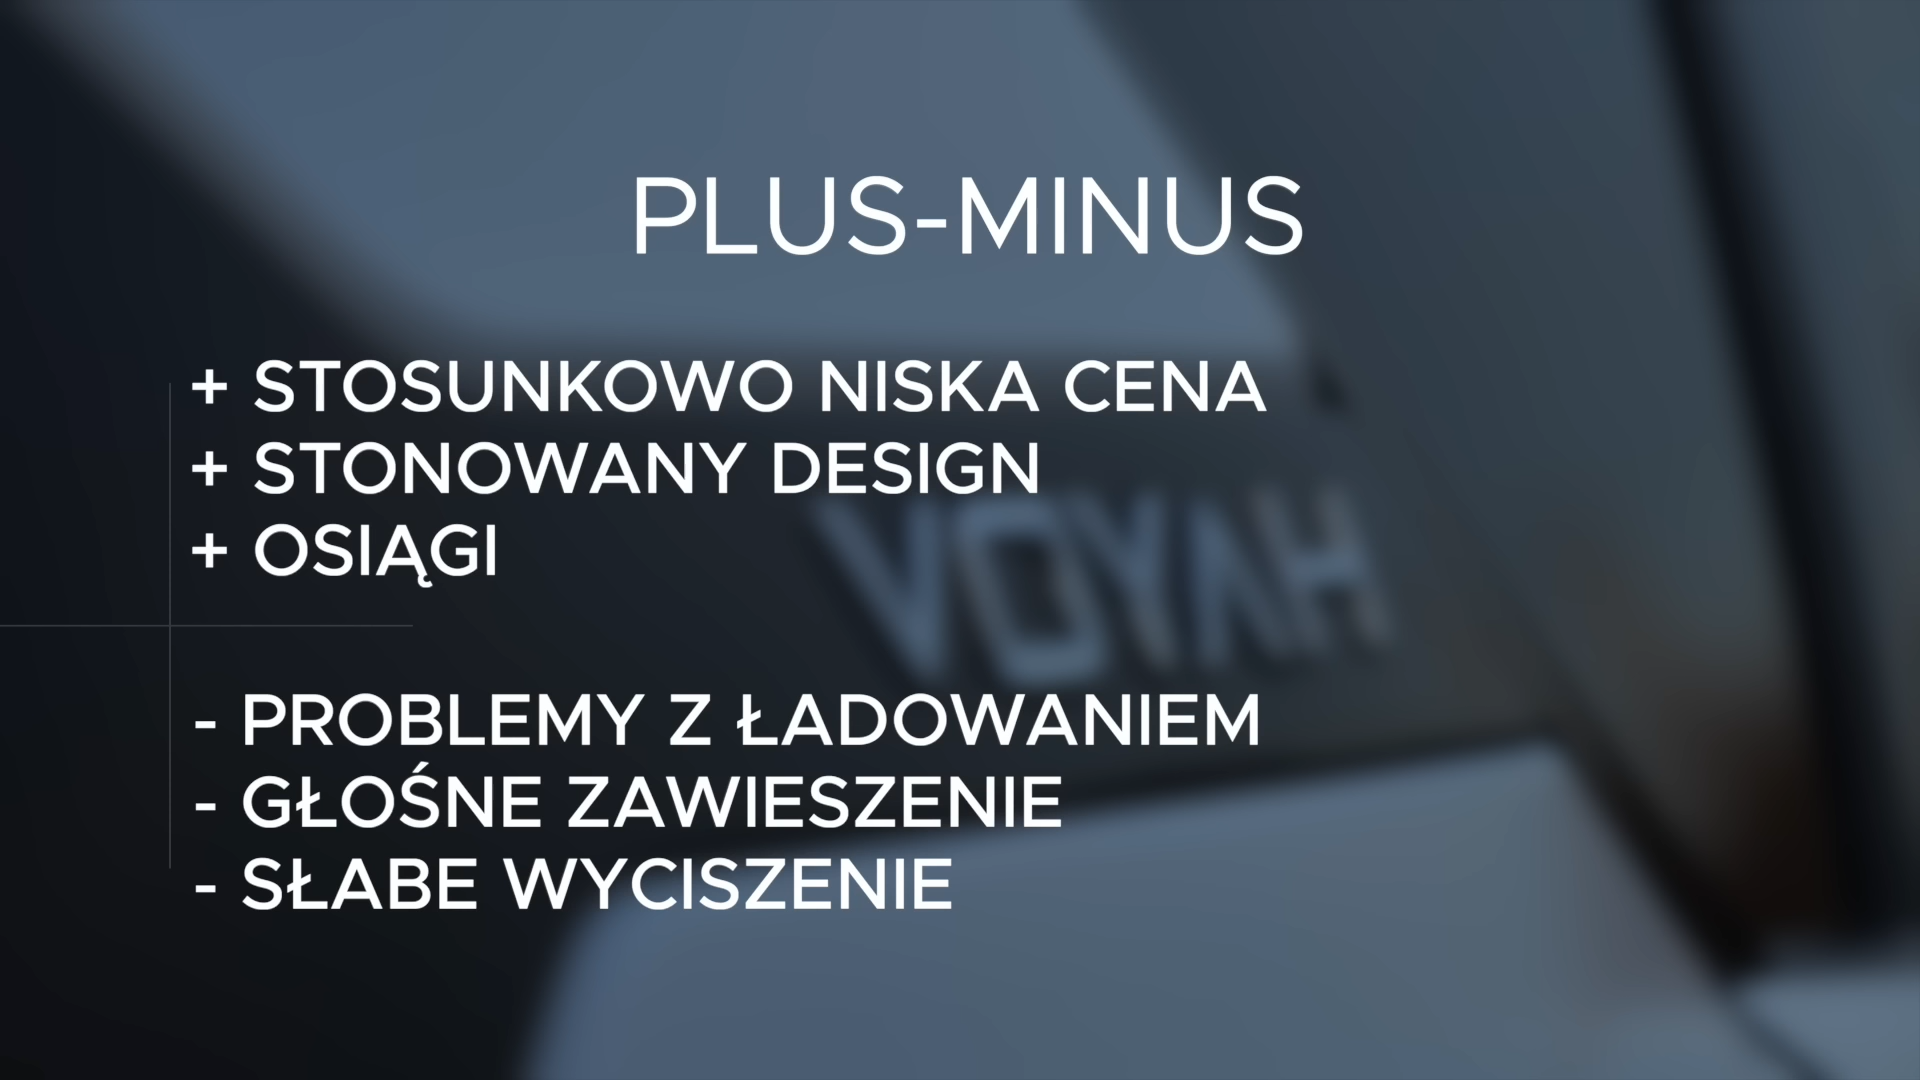 PLUS-MINUS
+ STOSUNKOWO NISKA CENA
+ STONOWANY DESIGN
+ OSIĄGI
VOYAH
- PROBLEMY Z ŁADOWANIEM
- GŁOŚNE ZAWIESZENIE
- SŁABE WYCISZENIE